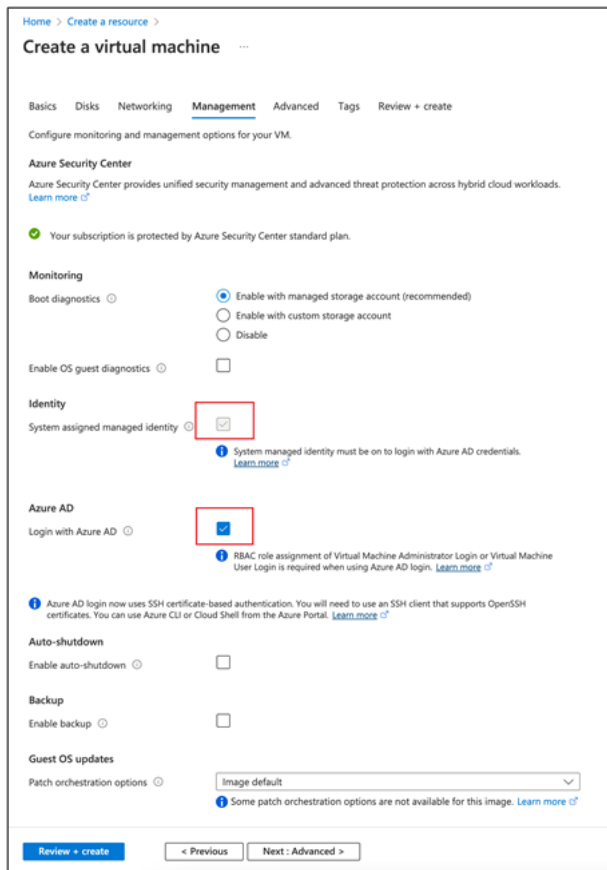 Home > Create a resource >
Create a virtual machine ...
Basics Disks Networking Management Advanced Tags Review + create
Configure monitoring and management options for your VM.
Azure Security Center
Azure Security Center provides unified security management and advanced threat protection across hybrid cloud workloads.
Learn more
Your subscription is protected by Azure Security Center standard plan.
Monitoring
Boot diagnostics
Enable with managed storage account (recommended)
Enable with custom storage account
Disable
Enable OS guest diagnostics
Identity
System assigned managed identity
System managed identity must be on to login with Azure AD credentials.
Learn more
Azure AD
Login with Azure AD
RBAC role assignment of Virtual Machine Administrator Login or Virtual Machine
User Login is required when using Azure AD login. Learn more
Azure AD login now uses SSH certificate-based authentication. You will need to use an SSH client that supports OpenSSH
certificates. You can use Azure CLI or Cloud Shell from the Azure Portal. Learn more
Auto-shutdown
Enable auto-shutdown
Backup
Enable backup
Guest OS updates
Patch orchestration options
Image default
Some patch orchestration options are not available for this image. Learn more
Review + create < Previous Next : Advanced >